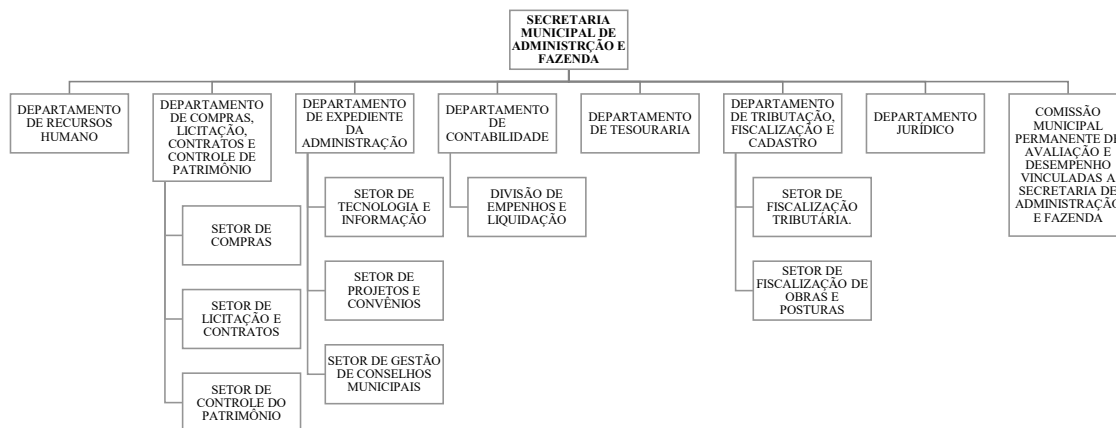 SECRETARIA
MUNICIPAL DE
ADMINISTRÇÃO E
FAZENDA
DEPARTAMENTO
DE RECURSOS
HUMANO
DEPARTAMENTO
DE COMPRAS,
LICITAÇÃO,
CONTRATOS E
CONTROLE DE
PATRIMÔNIO
SETOR DE
COMPRAS
SETOR DE
LICITAÇÃO E
CONTRATOS
SETOR DE
CONTROLE DO
PATRIMÔNIO
DEPARTAMENTO
DE EXPEDIENTE
DA
ADMINISTRAÇÃO
SETOR DE
TECNOLOGIA E
INFORMAÇÃO
SETOR DE
PROJETOS E
CONVÊNIOS
SETOR DE GESTÃO
DE CONSELHOS
MUNICIPAIS
DEPARTAMENTO
DE
CONTABILIDADE
DIVISÃO DE
EMPENHOS E
LIQUIDAÇÃO
DEPARTAMENTO
DE TESOURARIA
DEPARTAMENTO
DE TRIBUTAÇÃO,
FISCALIZAÇÃO E
CADASTRO
SETOR DE
FISCALIZAÇÃO
TRIBUTÁRIA.
SETOR DE
FISCALIZAÇÃO DE
OBRAS E
POSTURAS
DEPARTAMENTO
JURÍDICO
COMISSÃO
MUNICIPAL
PERMANENTE DE
AVALIAÇÃO E
DESEMPENHO
VINCULADAS A
SECRETARIA DE
ADMINISTRAÇÃO
E FAZENDA